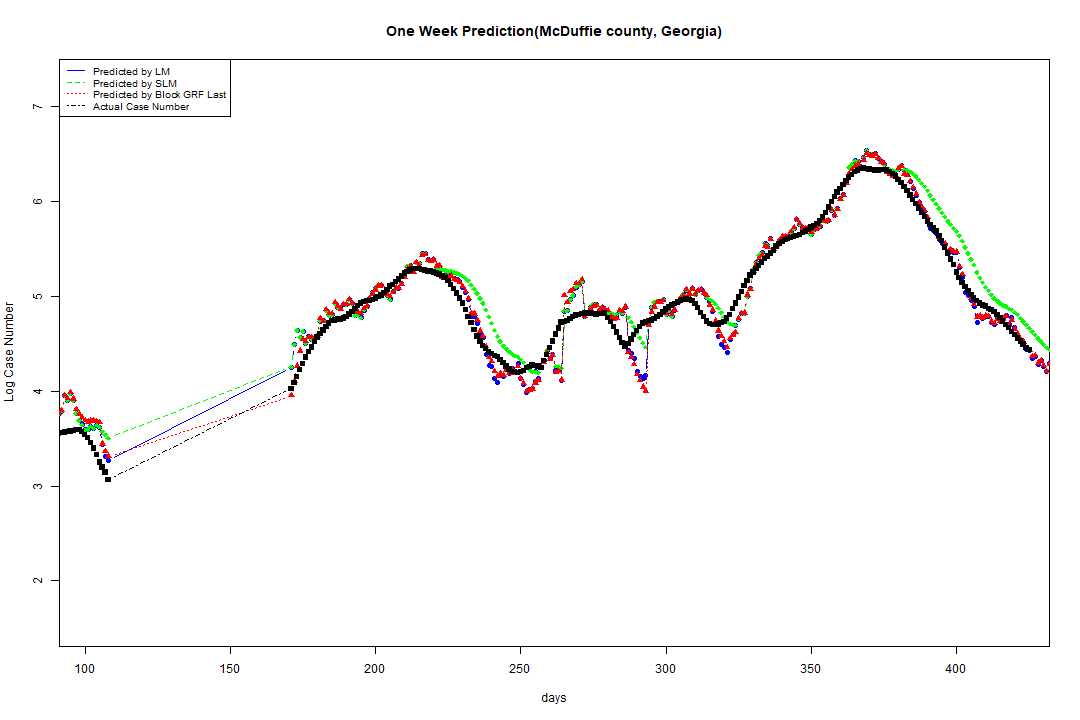 One Week Prediction(McDuffie county, Georgia)
Predicted by LM
Predicted by SLM
Predicted by Block GRF Last
Actual Case Number
Log Case Number
7
6
5
4
3
2
100 150 200 250 300 350 400
days